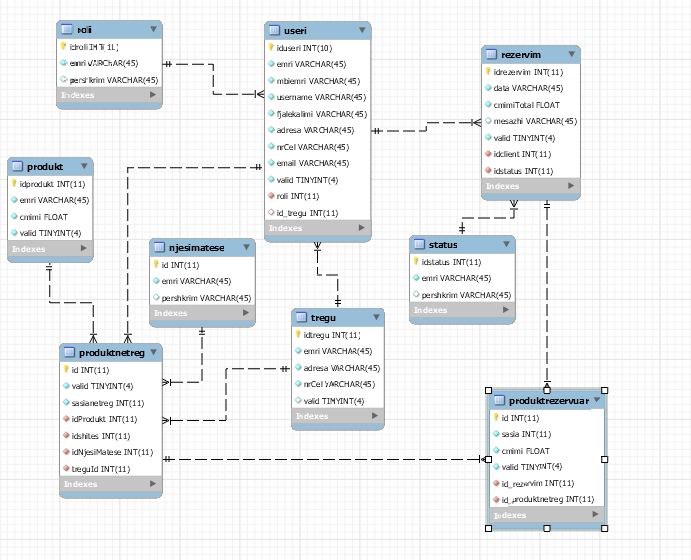 roli
idroli INT(11)
emri VARCHAR(45)
pershkrim VARCHAR(45)
Indexes
useri
iduseri INT(10)
emri VARCHAR(45)
mbiemri VARCHAR(45)
username VARCHAR(45)
fjalekalimi VARCHAR(45)
adresa VARCHAR(45)
nrCel VARCHAR(45)
email VARCHAR(45)
valid TINYINT(4)
roli INT(11)
id_tregu INT(11)
Indexes
rezervim
idrezervim INT(11)
data VARCHAR(45)
cmimiTotal FLOAT
mesazhi VARCHAR(45)
valid TINYINT(4)
idclient INT(11)
idstatus INT(11)
Indexes
produkt
idprodukt INT(11)
emri VARCHAR(45)
cmimi FLOAT
valid TINYINT(4)
Indexes
njesimatese
id INT(11)
emri VARCHAR(45)
pershkrim VARCHAR(45)
Indexes
status
idstatus INT(11)
emri VARCHAR(45)
pershkrim VARCHAR(45)
Indexes
tregu
idtregu INT(11)
emri VARCHAR(45)
adresa VARCHAR(45)
nrCel VARCHAR(45)
valid TINYINT(4)
Indexes
produktnetreg
id INT(11)
valid TINYINT(4)
sasianetreg INT(11)
idProdukt INT(11)
idshites INT(11)
idNjesiMatese INT(11)
treguId INT(11)
Indexes
produktrezervuar
id INT(11)
sasia INT(11)
cmimi FLOAT
valid TINYINT(4)
id_rezervim INT(11)
id_produktnetreg INT(11)
Indexes